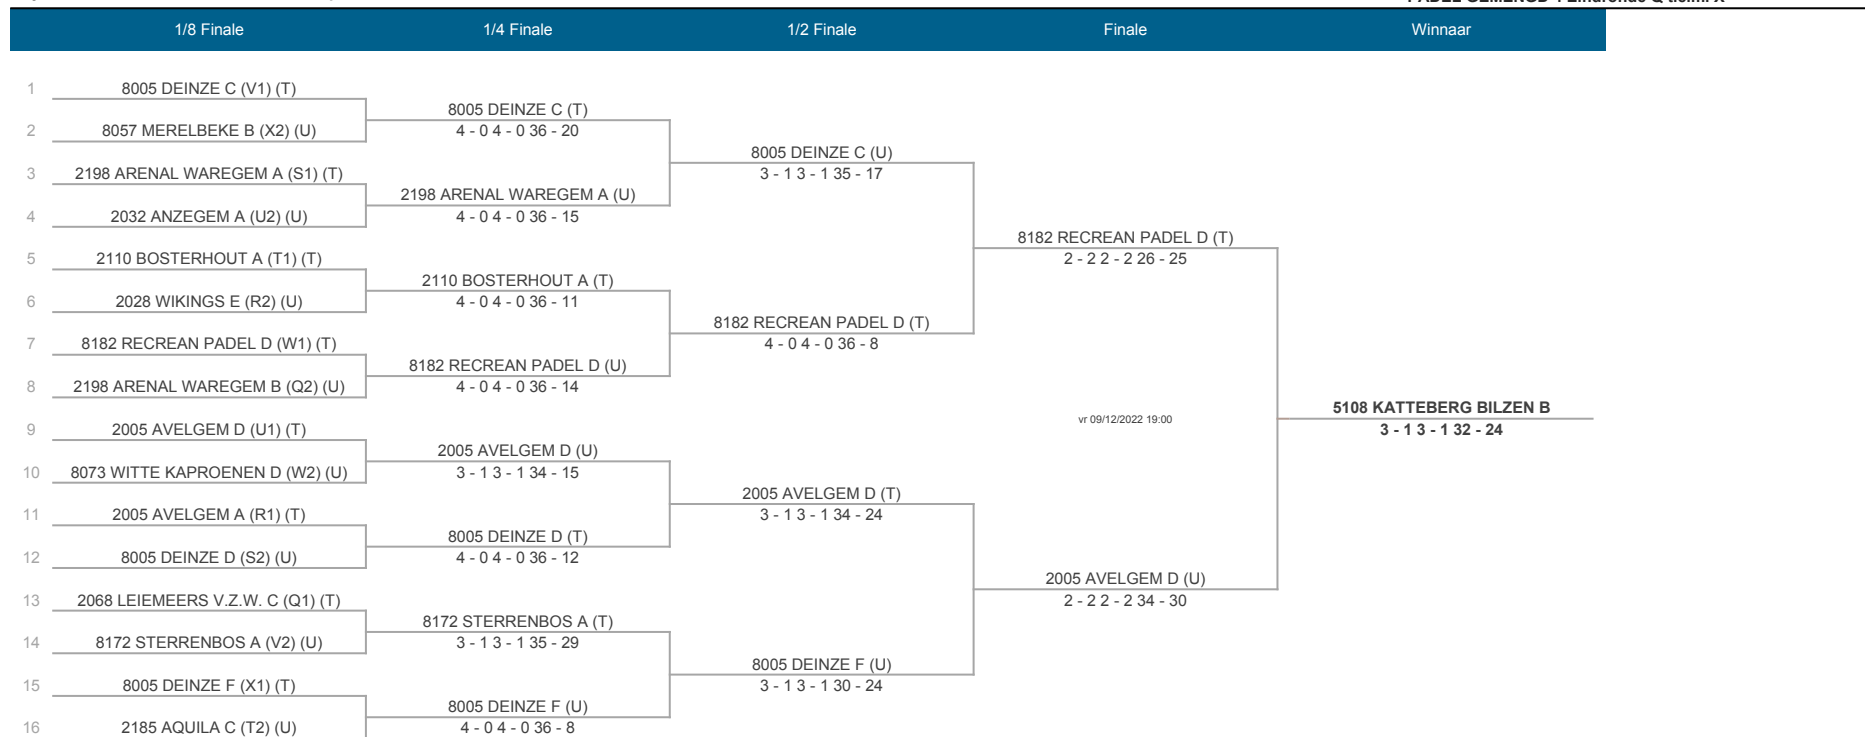 1/8 Finale 1/4 Finale 1/2 Finale Finale Winnaar
1 8005 DEINZE C (V1) (T)
8005 DEINZE C (T)
2 8057 MERELBEKE B (X2) (U)
4 - 0 4 - 0 36 - 20
8005 DEINZE C (U)
3 2198 ARENAL WAREGEM A (S1) (T)
3 - 1 3 - 1 35 - 17
2198 ARENAL WAREGEM A (U)
4 2032 ANZEGEM A (U2) (U)
4 - 0 4 - 0 36 - 15
8182 RECREAN PADEL D (T)
5 2110 BOSTERHOUT A (T1) (T)
2 - 2 2 - 2 26 - 25
2110 BOSTERHOUT A (T)
6 2028 WIKINGS E (R2) (U)
4 - 0 4 - 0 36 - 11
8182 RECREAN PADEL D (T)
7 8182 RECREAN PADEL D (W1) (T)
4 - 0 4 - 0 36 - 8
8182 RECREAN PADEL D (U)
8 2198 ARENAL WAREGEM B (Q2) (U)
4 - 0 4 - 0 36 - 14
5108 KATTEBERG BILZEN B
vr 09/12/2022 19:00
9 2005 AVELGEM D (U1) (T)
3 - 1 3 - 1 32 - 24
2005 AVELGEM D (U)
10 8073 WITTE KAPROENEN D (W2) (U)
3 - 1 3 - 1 34 - 15
2005 AVELGEM D (T)
11 2005 AVELGEM A (R1) (T)
3 - 1 3 - 1 34 - 24
8005 DEINZE D (T)
12 8005 DEINZE D (S2) (U)
4 - 0 4 - 0 36 - 12
2005 AVELGEM D (U)
13 2068 LEIEMEERS V.Z.W. C (Q1) (T)
2 - 2 2 - 2 34 - 30
8172 STERRENBOS A (T)
14 8172 STERRENBOS A (V2) (U)
3 - 1 3 - 1 35 - 29
8005 DEINZE F (U)
15 8005 DEINZE F (X1) (T)
3 - 1 3 - 1 30 - 24
8005 DEINZE F (U)
16 2185 AQUILA C (T2) (U)
4 - 0 4 - 0 36 - 8